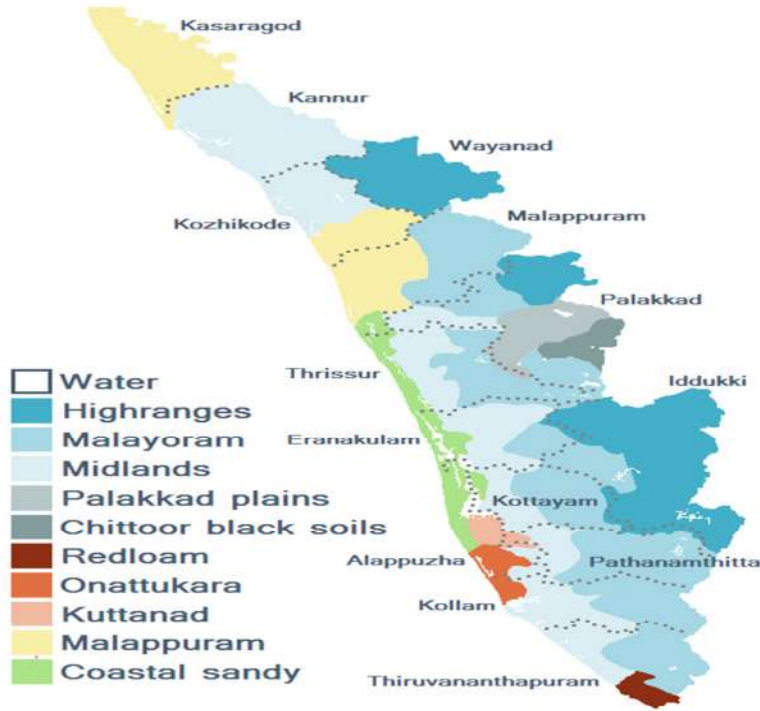 Kasaragod
Kannur
Wayanad
Malappuram
Kozhikode
Palakkad
Thrissur
Iddukki
Eranakulam
Kottayam
Alappuzha
Pathanamthitta
Kollam
Thiruvananthapuram
Water
Highranges
Malayoram
Midlands
Palakkad plains
Chittoor black soils
Redloam
Onattukara
Kuttanad
Malappuram
Coastal sandy